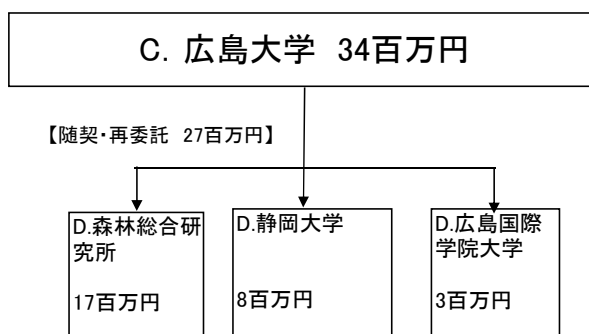 C. 広島大学 34百万円
【随契・再委託 27百万円】
D.森林総合研
究所
17百万円
D.静岡大学
8百万円
D.広島国際
学院大学
3百万円